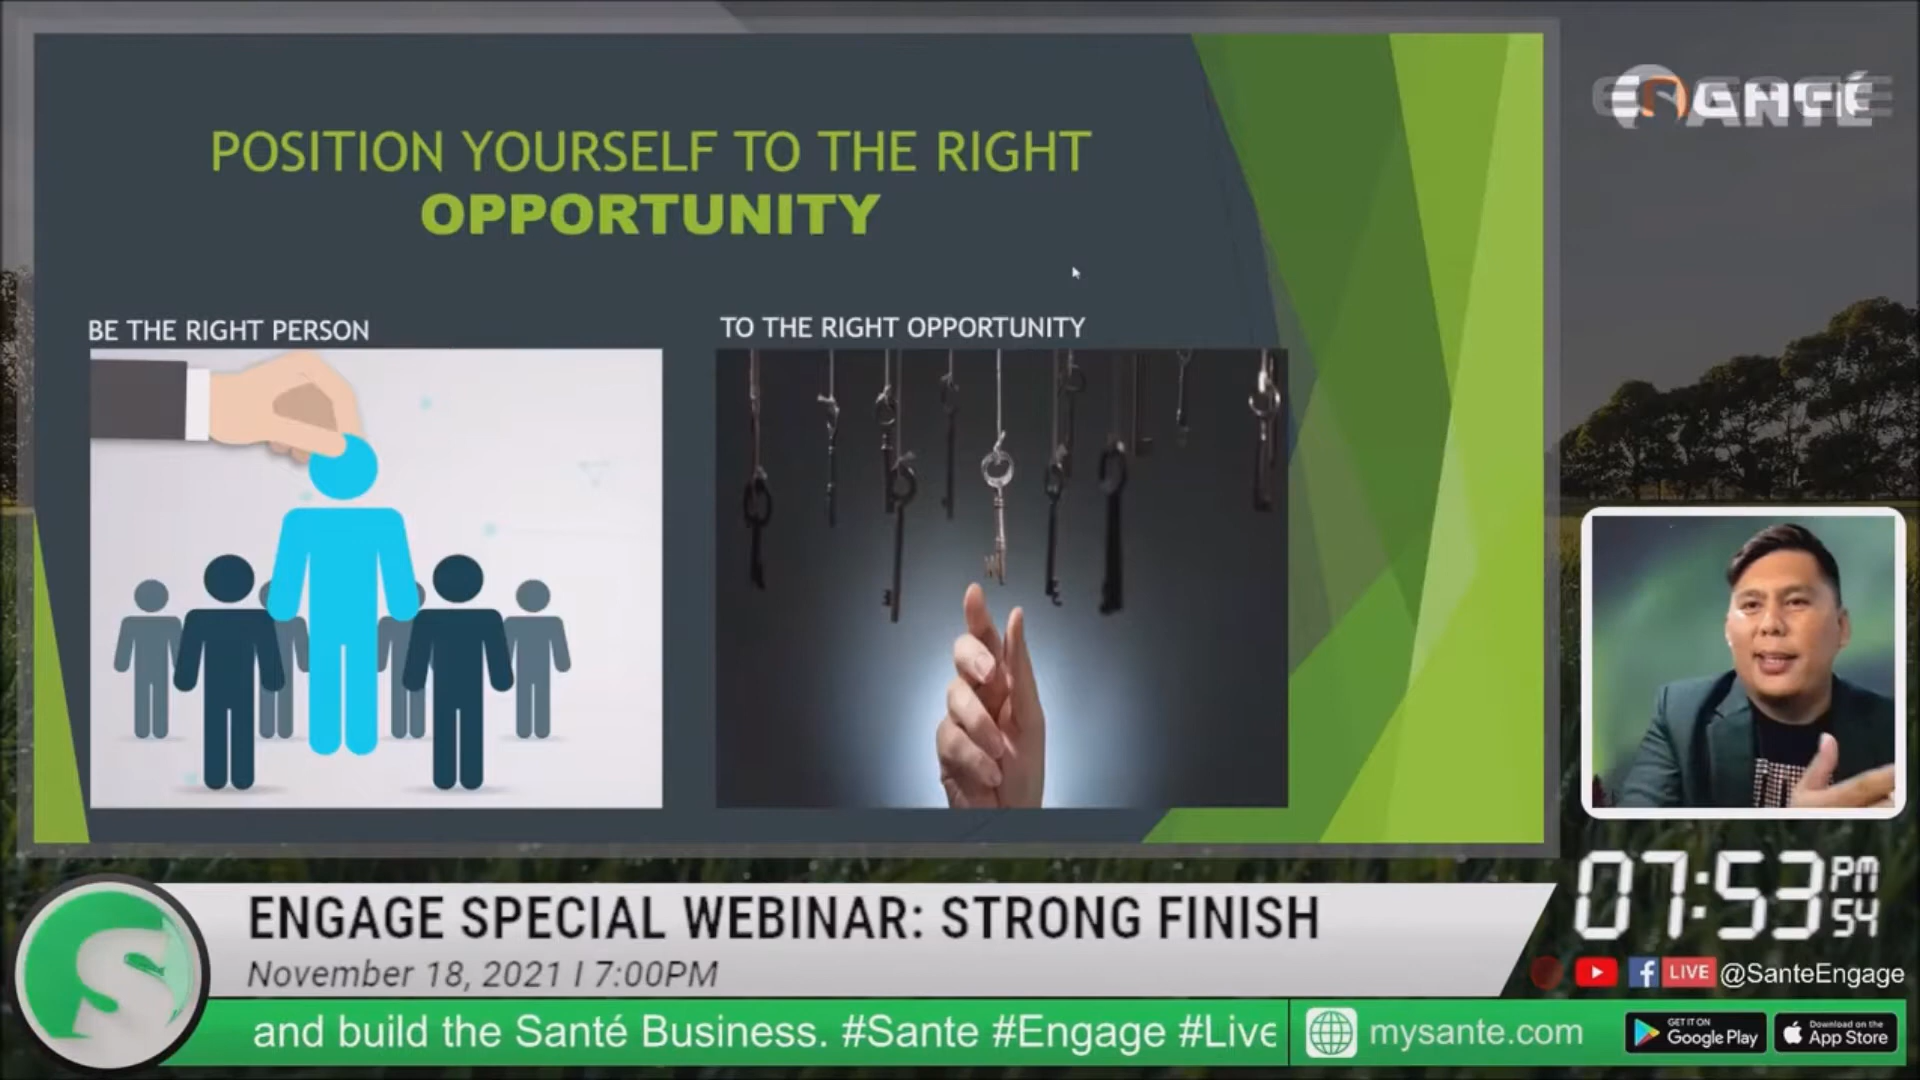 POSITION YOURSELF TO THE RIGHT
OPPORTUNITY
BE THE RIGHT PERSON
TO THE RIGHT OPPORTUNITY
07:53 PM
54
ENGAGE SPECIAL WEBINAR: STRONG FINISH
November 18, 2021 I 7:00PM
LIVE @SanteEngage
and build the Santé Business. #Sante #Engage #Live
mysante.com
GET IT ON
Google Play
Download on the
App Store